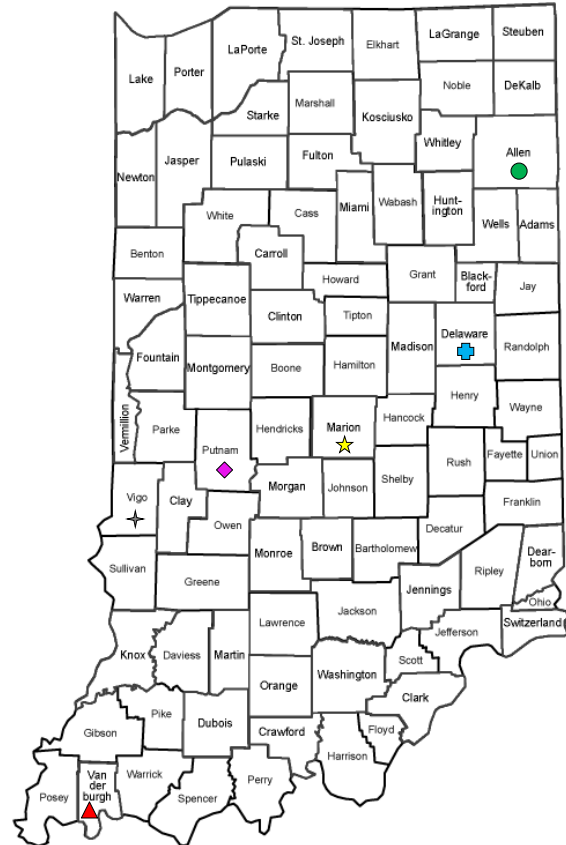 St. Joseph
LaGrange
Steuben
LaPorte
Elkhart
Lake
Porter
Noble
DeKalb
Marshall
Starke
Kosciusko
Whitley
Allen
Fulton
Jasper
Pulaski
Newton
Miami
Wabash
Hunt-
ington
White
Cass
Wells
Adams
Benton
Carroll
Grant
Black-
ford
Jay
Howard
Warren
Tippecanoe
Clinton
Tipton
Madison
Delaware
Randolph
Fountain
Montgomery
Boone
Hamilton
Henry
Wayne
Vermillion
Parke
Putnam
Hendricks
Marion
Hancock
Rush
Fayette
Union
Vigo
Clay
Morgan
Johnson
Shelby
Franklin
Owen
Monroe
Brown
Bartholomew
Decatur
Dear-
born
Sullivan
Greene
Ripley
Jennings
Ohio
Lawrence
Jackson
Jefferson
Switzerland
Knox
Daviess
Martin
Washington
Scott
Orange
Clark
Pike
Dubois
Crawford
Floyd
Gibson
Harrison
Posey
Van
der
burgh
Warrick
Spencer
Perry